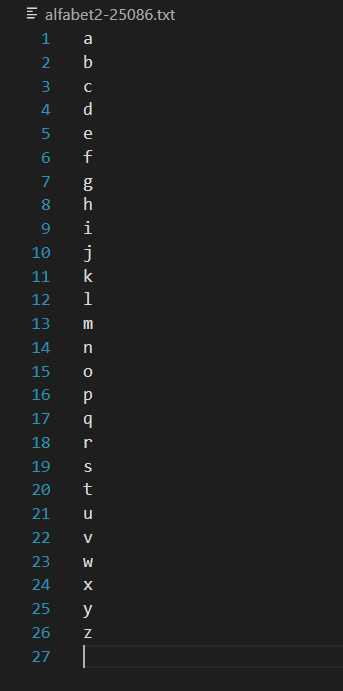 alfabet2-25086.txt
1 a
2 b
3 c
4 d
5 e
6 f
7 g
8 h
9 i
10 j
11 k
12 l
13 m
14 n
15 o
16 p
17 q
18 r
19 s
20 t
21 u
22 v
23 w
24 x
25 y
26 z
27